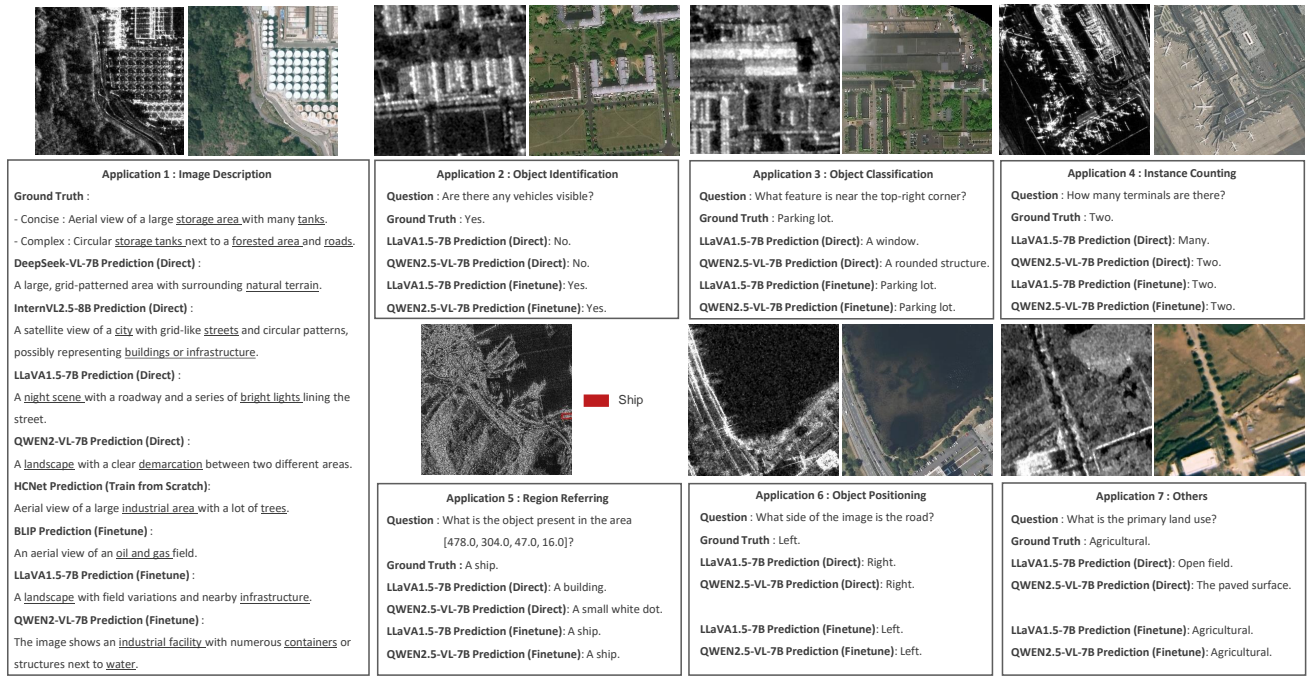 Application 1 : Image Description
Ground Truth :
- Concise : Aerial view of a large storage area with many tanks.
- Complex : Circular storage tanks next to a forested area and roads.
DeepSeek-VL-7B Prediction (Direct) :
A large, grid-patterned area with surrounding natural terrain.
InternVL2.5-8B Prediction (Direct) :
A satellite view of a city with grid-like streets and circular patterns,
possibly representing buildings or infrastructure.
LLaVA1.5-7B Prediction (Direct) :
A night scene with a roadway and a series of bright lights lining the
street.
QWEN2-VL-7B Prediction (Direct) :
A landscape with a clear demarcation between two different areas.
HCNet Prediction (Train from Scratch):
Aerial view of a large industrial area with a lot of trees.
BLIP Prediction (Finetune) :
An aerial view of an oil and gas field.
LLaVA1.5-7B Prediction (Finetune) :
A landscape with field variations and nearby infrastructure.
QWEN2-VL-7B Prediction (Finetune) :
The image shows an industrial facility with numerous containers or
structures next to water.
Application 2 : Object Identification
Question : Are there any vehicles visible?
Ground Truth : Yes.
LLaVA1.5-7B Prediction (Direct): No.
QWEN2.5-VL-7B Prediction (Direct): No.
LLaVA1.5-7B Prediction (Finetune): Yes.
QWEN2.5-VL-7B Prediction (Finetune): Yes.
Application 3 : Object Classification
Question : What feature is near the top-right corner?
Ground Truth : Parking lot.
LLaVA1.5-7B Prediction (Direct): A window.
QWEN2.5-VL-7B Prediction (Direct): A rounded structure.
LLaVA1.5-7B Prediction (Finetune): Parking lot.
QWEN2.5-VL-7B Prediction (Finetune): Parking lot.
Application 4 : Instance Counting
Question : How many terminals are there?
Ground Truth : Two.
LLaVA1.5-7B Prediction (Direct): Many.
QWEN2.5-VL-7B Prediction (Direct): Two.
LLaVA1.5-7B Prediction (Finetune): Two.
QWEN2.5-VL-7B Prediction (Finetune): Two.
Ship
Application 5 : Region Referring
Question : What is the object present in the area
[478.0, 304.0, 47.0, 16.0]?
Ground Truth : A ship.
LLaVA1.5-7B Prediction (Direct): A building.
QWEN2.5-VL-7B Prediction (Direct): A small white dot.
LLaVA1.5-7B Prediction (Finetune): A ship.
QWEN2.5-VL-7B Prediction (Finetune): A ship.
Application 6 : Object Positioning
Question : What side of the image is the road?
Ground Truth : Left.
LLaVA1.5-7B Prediction (Direct): Right.
QWEN2.5-VL-7B Prediction (Direct): Right.
LLaVA1.5-7B Prediction (Finetune): Left.
QWEN2.5-VL-7B Prediction (Finetune): Left.
Application 7 : Others
Question : What is the primary land use?
Ground Truth : Agricultural.
LLaVA1.5-7B Prediction (Direct): Open field.
QWEN2.5-VL-7B Prediction (Direct): The paved surface.
LLaVA1.5-7B Prediction (Finetune): Agricultural.
QWEN2.5-VL-7B Prediction (Finetune): Agricultural.